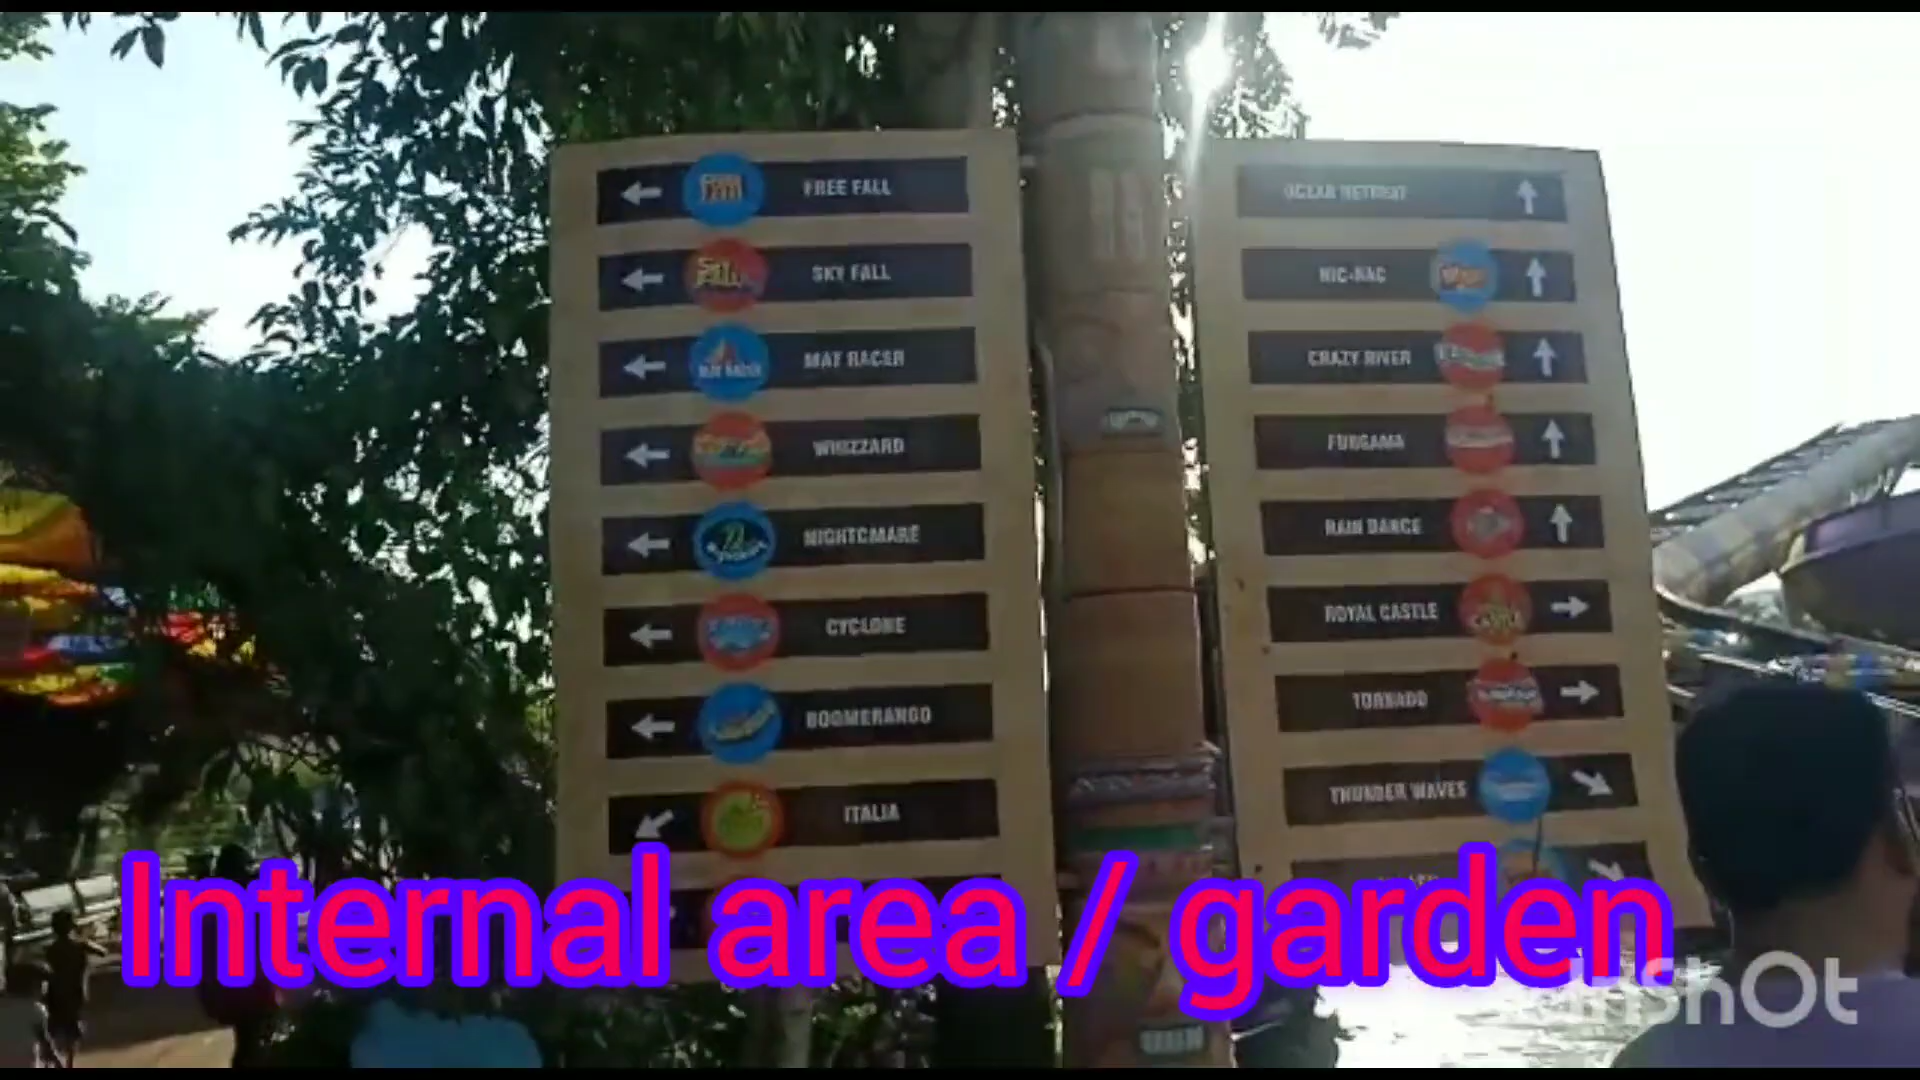 FREE FALL
SKY FALL
MAT RACER
WHIZZARD
NIGHTCMARE
CYCLONE
BOOMERANGO
ITALIA
OCEAN RETREAT
NIC-NAC
CRAZY RIVER
FUNGAMA
RAIN DANCE
ROYAL CASTLE
TORNADO
THUNDER WAVES
Internal area / garden
InShOt